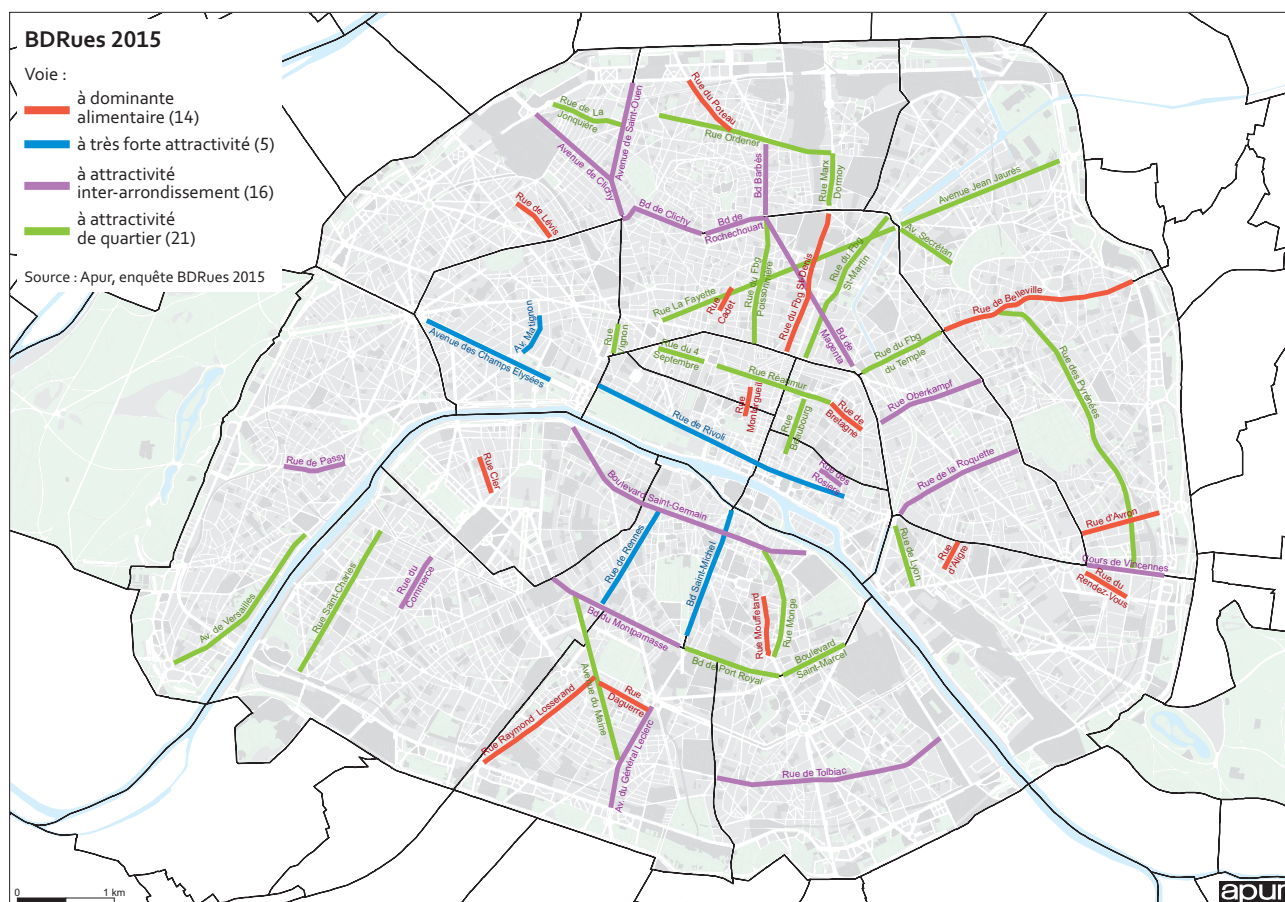 BDRues 2015
Voie :
à dominante
alimentaire (14)
à très forte attractivité (5)
à attractivité
inter-arrondissement (16)
à attractivité
de quartier (21)
Source : Apur, enquête BDRues 2015
Rue de La
Jonquière
Avenue de Saint-Ouen
Avenue de Clichy
Rue du Poteau
Rue Ordener
Bd Barbès
Rue Marx
Dormoy
Avenue Jean Jaurès
Av. Secrétan
Rue de Lévis
Bd de Clichy
Bd de
Rochechouart
Rue du Fbg
Poissonnière
Rue du Fbg St-Denis
Rue du Fbg
St-Martin
Rue La Fayette
Rue
Cadet
Bd de
Magenta
Rue de Belleville
Av. Matignon
Avenue des Champs Elysées
Rue
Vignon
Rue du 4
Septembre
Rue Réaumur
Rue du Fbg
du Temple
Rue des Pyrénées
Rue Oberkampf
Rue
Montorgueil
Rue
Beaubourg
Rue de
Bretagne
Rue de Rivoli
Rue de Passy
Rue Cler
Rue des
Rosiers
Rue de la Roquette
Boulevard Saint-Germain
Rue de Rennes
Bd Saint-Michel
Rue d'Avron
Rue de Lyon
Rue
d'Aligre
Cours de Vincennes
Rue du
Rendez-Vous
Av. de Versailles
Rue Saint-Charles
Rue du
Commerce
Bd du Montparnasse
Rue Mouffetard
Rue Monge
Bd de Port Royal
Boulevard
Saint-Marcel
Rue Raymond Losserand
Avenue du Maine
Rue
Daguerre
Av. du Général Leclerc
Rue de Tolbiac
0 1 km
apur